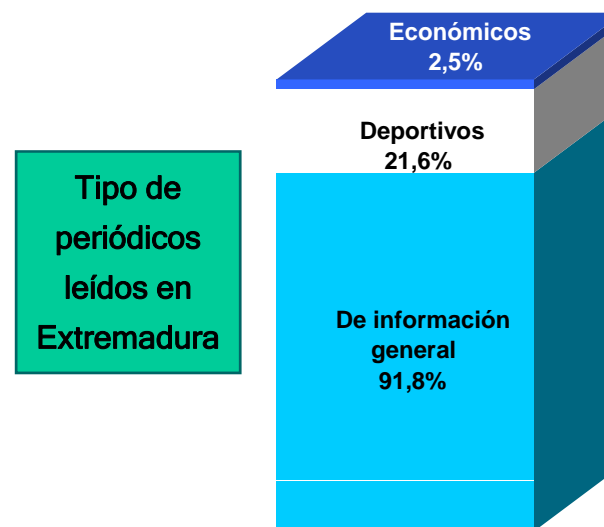 Tipo de
periódicos
leídos en
Extremadura
Económicos
2,5%
Deportivos
21,6%
De información
general
91,8%